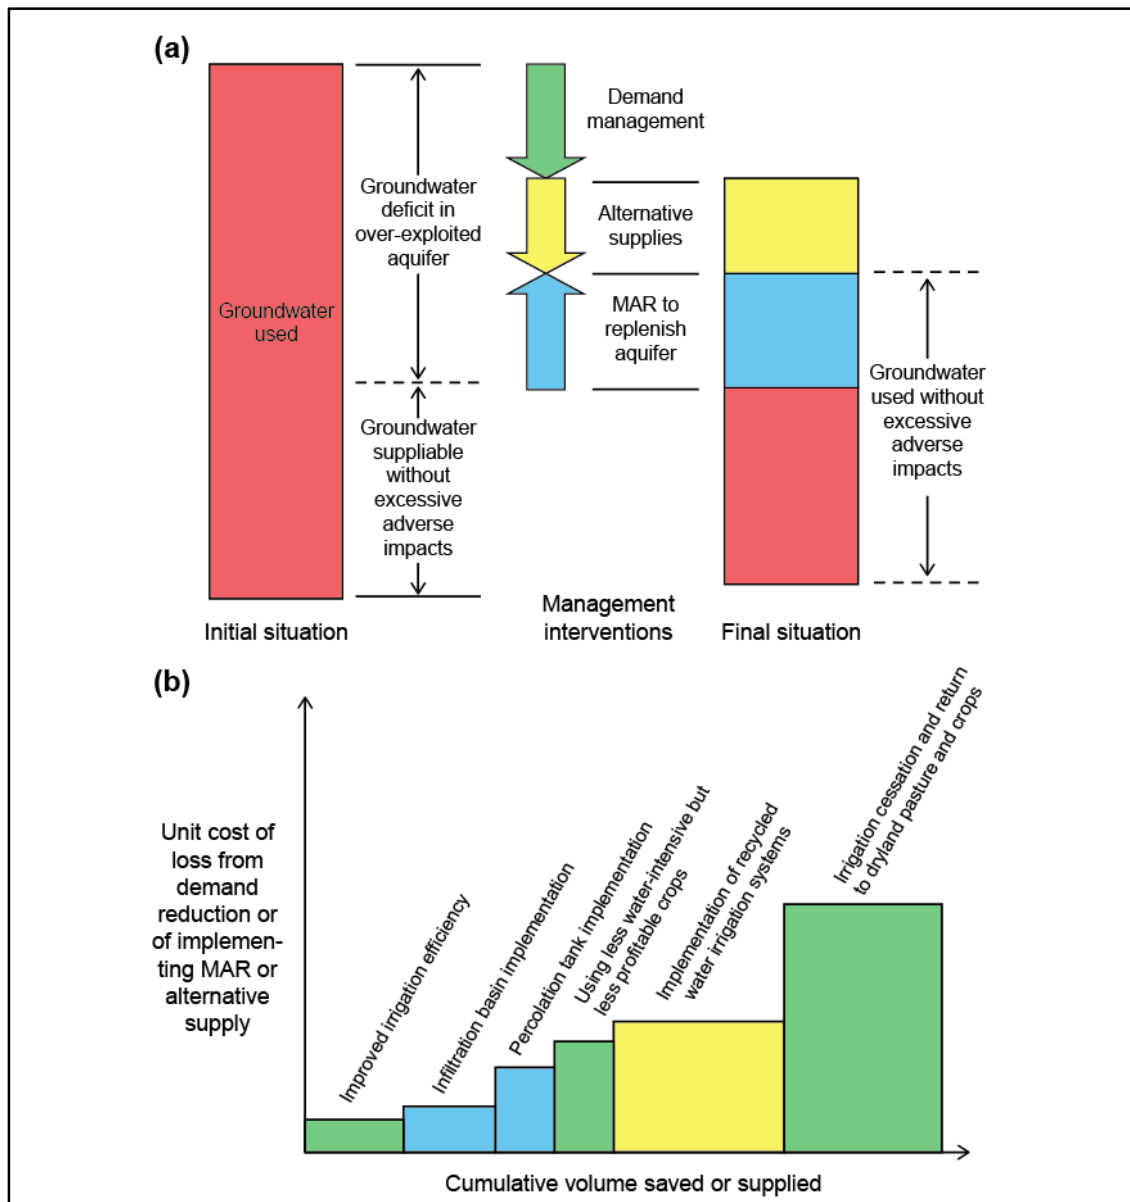 (a)
Groundwater
used
Groundwater
deficit in
over-exploited
aquifer
Groundwater
suppliable
without
excessive
adverse
impacts
Demand
management
Alternative
supplies
MAR to
replenish
aquifer
Groundwater
used without
excessive
adverse
impacts
Initial situation
Management
interventions
Final situation
(b)
Unit cost of
loss from
demand
reduction or
of implemen-
ting MAR or
alternative
supply
Improved irrigation efficiency
Infiltration basin implementation
Percolation tank implementation
Using less water-intensive but
less profitable crops
Implementation of recycled
water irrigation systems
Irrigation cessation and return
to dryland pasture and crops
Cumulative volume saved or supplied